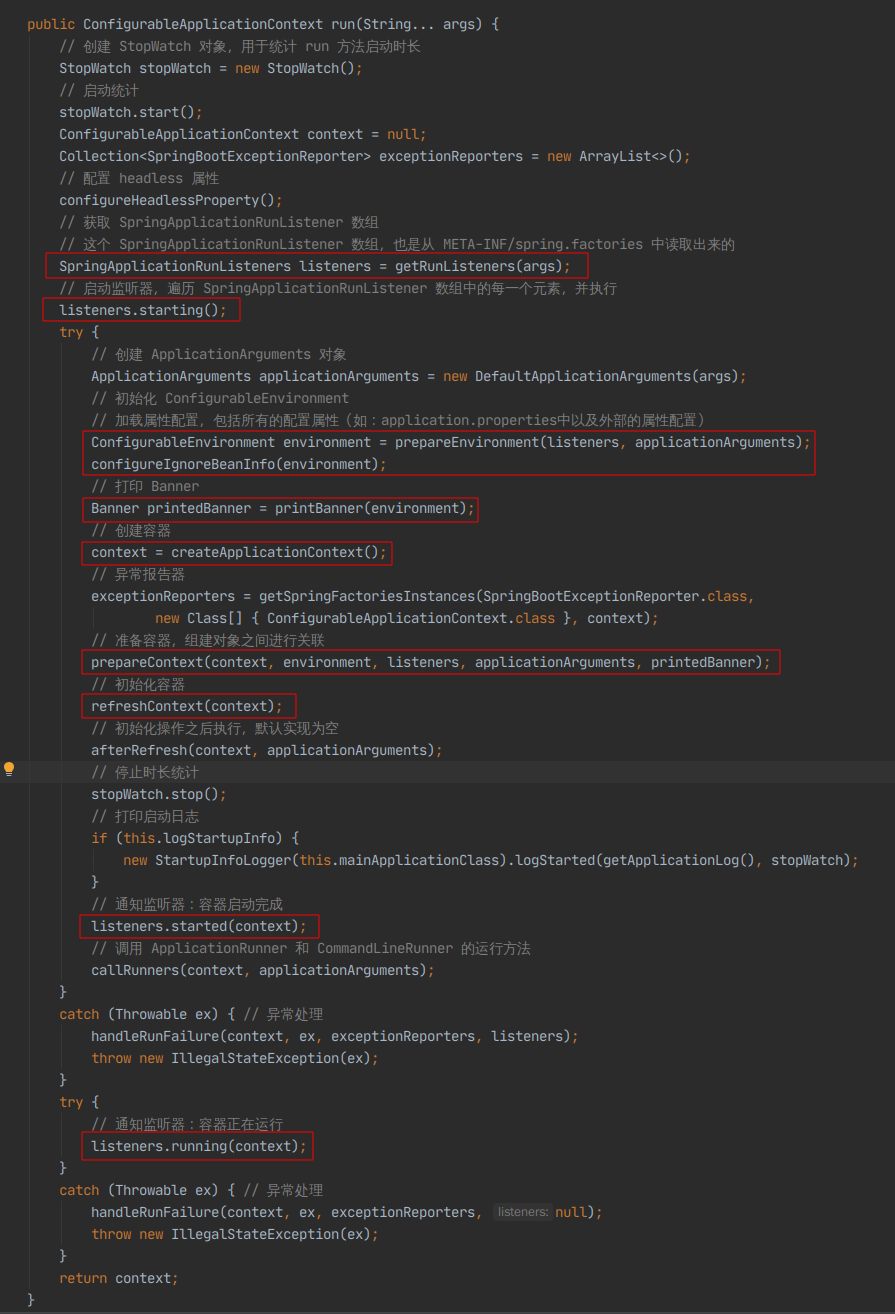 public ConfigurableApplicationContext run(String... args) {
// 创建 StopWatch 对象，用于统计 run 方法启动时长
StopWatch stopWatch = new StopWatch();
// 启动统计
stopWatch.start();
ConfigurableApplicationContext context = null;
Collection<SpringBootExceptionReporter> exceptionReporters = new ArrayList<>();
// 配置 headless 属性
configureHeadlessProperty();
// 获取 SpringApplicationRunListener 数组
// 这个 SpringApplicationRunListener 数组，也是从 META-INF/spring.factories 中读取出来的
SpringApplicationRunListeners listeners = getRunListeners(args);
// 启动监听器，遍历 SpringApplicationRunListener 数组中的每一个元素，并执行
listeners.starting();
try {
// 创建 ApplicationArguments 对象
ApplicationArguments applicationArguments = new DefaultApplicationArguments(args);
// 初始化 ConfigurableEnvironment
// 加载属性配置，包括所有的配置属性（如：application.properties中以及外部的属性配置）
ConfigurableEnvironment environment = prepareEnvironment(listeners, applicationArguments);
configureIgnoreBeanInfo(environment);
// 打印 Banner
Banner printedBanner = printBanner(environment);
// 创建容器
context = createApplicationContext();
// 异常报告器
exceptionReporters = getSpringFactoriesInstances(SpringBootExceptionReporter.class,
new Class[] { ConfigurableApplicationContext.class }, context);
// 准备容器，组建对象之间进行关联
prepareContext(context, environment, listeners, applicationArguments, printedBanner);
// 初始化容器
refreshContext(context);
// 初始化操作之后执行，默认实现为空
afterRefresh(context, applicationArguments);
// 停止时长统计
stopWatch.stop();
// 打印启动日志
if (this.logStartupInfo) {
new StartupInfoLogger(this.mainApplicationClass).logStarted(getApplicationLog(), stopWatch);
}
// 通知监听器：容器启动完成
listeners.started(context);
// 调用 ApplicationRunner 和 CommandLineRunner 的运行方法
callRunners(context, applicationArguments);
}
catch (Throwable ex) { // 异常处理
handleRunFailure(context, ex, exceptionReporters, listeners);
throw new IllegalStateException(ex);
}
try {
// 通知监听器：容器正在运行
listeners.running(context);
}
catch (Throwable ex) { // 异常处理
handleRunFailure(context, ex, exceptionReporters, listeners: null);
throw new IllegalStateException(ex);
}
return context;
}